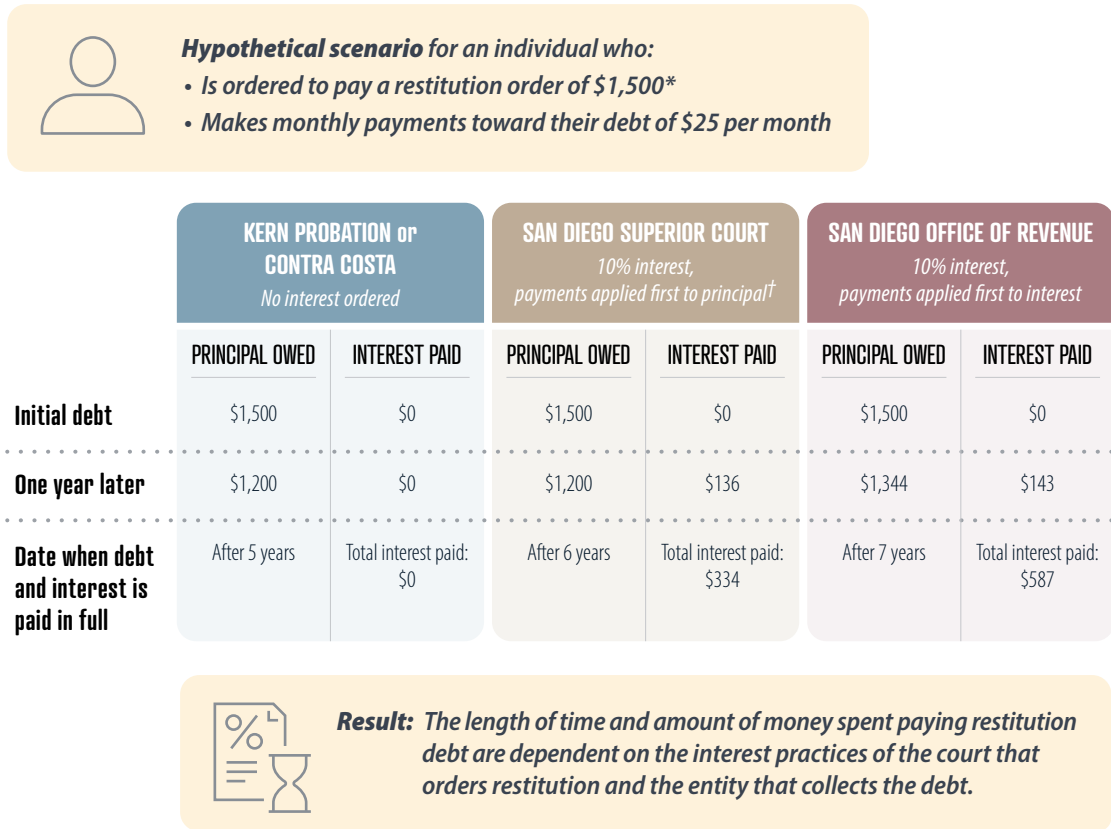 Hypothetical scenario for an individual who:
• Is ordered to pay a restitution order of $1,500*
• Makes monthly payments toward their debt of $25 per month
KERN PROBATION or
CONTRA COSTA
No interest ordered
SAN DIEGO SUPERIOR COURT
10% interest,
payments applied first to principal†
SAN DIEGO OFFICE OF REVENUE
10% interest,
payments applied first to interest
PRINCIPAL OWED INTEREST PAID PRINCIPAL OWED INTEREST PAID PRINCIPAL OWED INTEREST PAID
Initial debt $1,500 $0 $1,500 $0 $1,500 $0
One year later $1,200 $0 $1,200 $136 $1,344 $143
Date when debt
and interest is
paid in full
After 5 years
Total interest paid:
$0
After 6 years
Total interest paid:
$334
After 7 years
Total interest paid:
$587
%
Result: The length of time and amount of money spent paying restitution
debt are dependent on the interest practices of the court that
orders restitution and the entity that collects the debt.